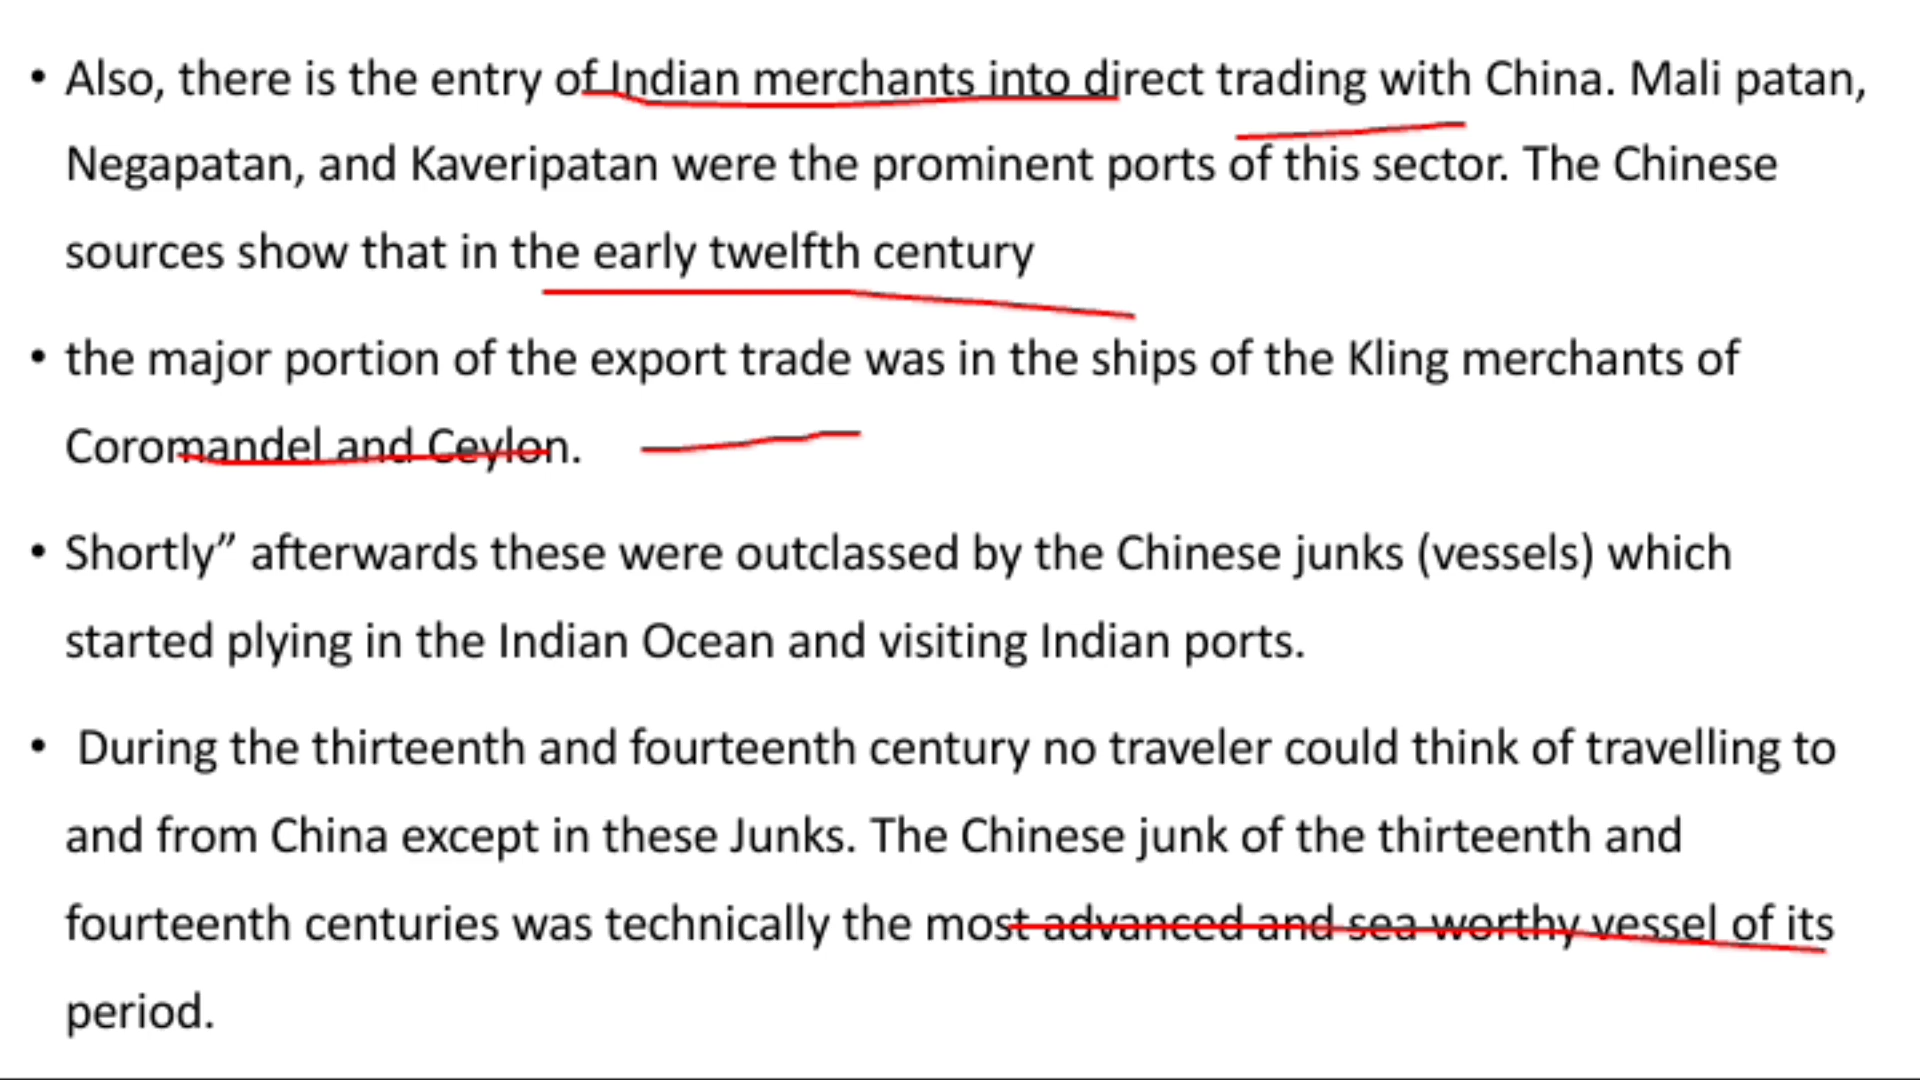 • Also, there is the entry of Indian merchants into direct trading with China. Mali patan,
Negapatan, and Kaveripatan were the prominent ports of this sector. The Chinese
sources show that in the early twelfth century
• the major portion of the export trade was in the ships of the Kling merchants of
Coromandel and Ceylon.
• Shortly” afterwards these were outclassed by the Chinese junks (vessels) which
started plying in the Indian Ocean and visiting Indian ports.
• During the thirteenth and fourteenth century no traveler could think of travelling to
and from China except in these Junks. The Chinese junk of the thirteenth and
fourteenth centuries was technically the most advanced and sea worthy vessel of its
period.